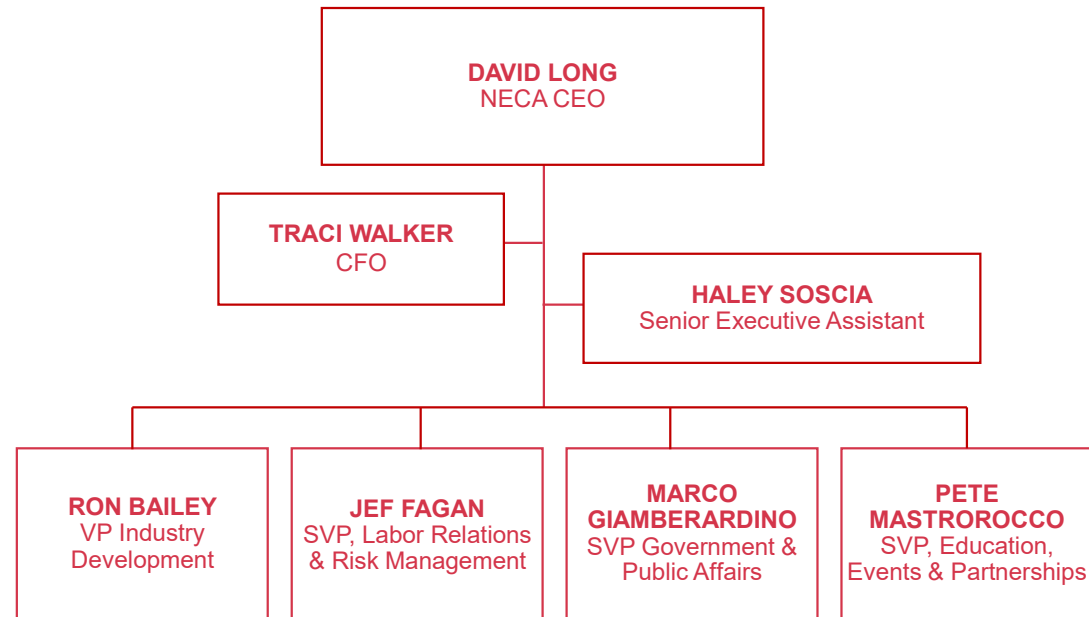 DAVID LONG
NECA CEO
TRACI WALKER
CFO
HALEY SOSCIA
Senior Executive Assistant
RON BAILEY
VP Industry
Development
JEF FAGAN
SVP, Labor Relations
& Risk Management
MARCO
GIAMBERARDINO
SVP Government &
Public Affairs
PETE
MASTROROCCO
SVP, Education,
Events & Partnerships